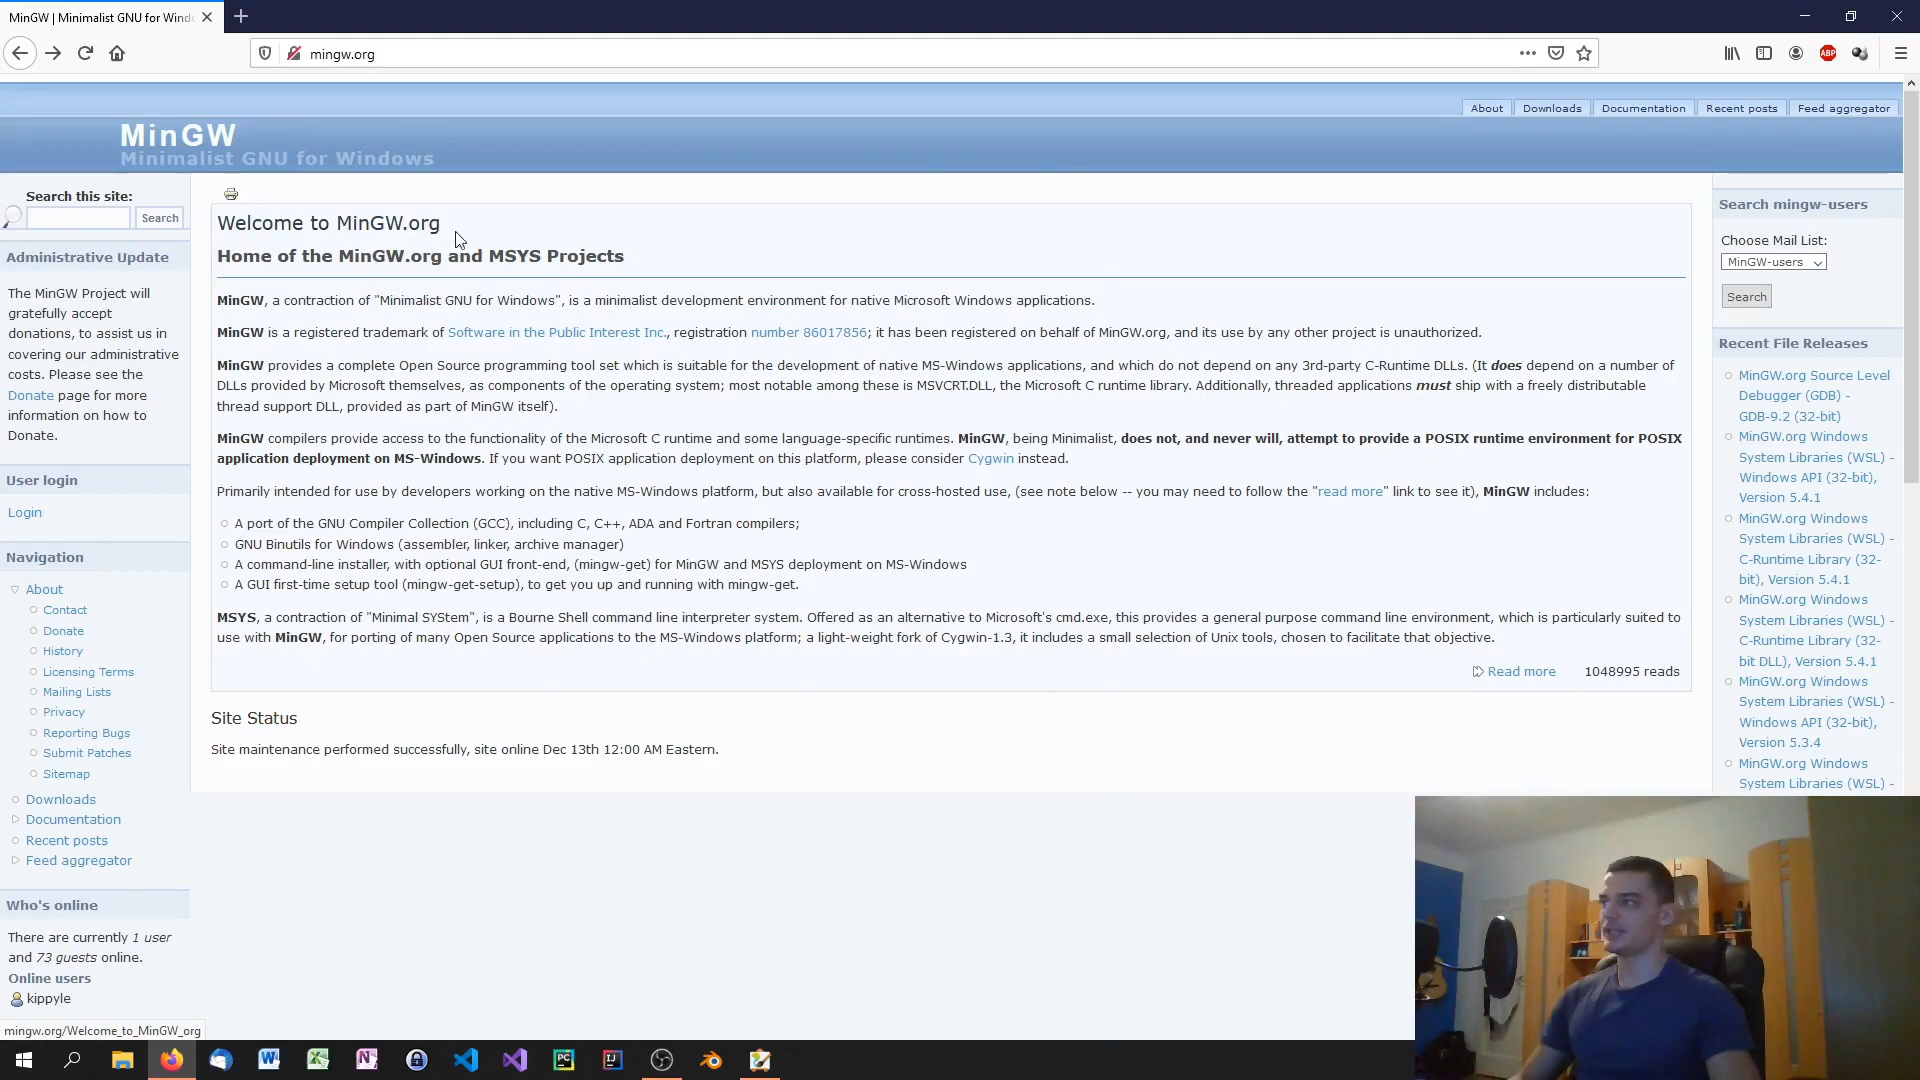 MinGW | Minimalist GNU for Wind
mingw.org
About
Downloads
Documentation
Recent posts
Feed aggregator
MinGW
Minimalist GNU for Windows
Search this site:
Search
Administrative Update
The MinGW Project will
gratefully accept
donations, to assist us in
covering our administrative
costs. Please see the
Donate page for more
information on how to
Donate.
User login
Login
Navigation
About
Contact
Donate
History
Licensing Terms
Mailing Lists
Privacy
Reporting Bugs
Submit Patches
Sitemap
Downloads
Documentation
Recent posts
Feed aggregator
Who's online
There are currently 1 user
and 73 guests online.
Online users
kippyle
mingw.org/Welcome_to_MinGW_org
Welcome to MinGW.org
Home of the MinGW.org and MSYS Projects
MinGW, a contraction of "Minimalist GNU for Windows", is a minimalist development environment for native Microsoft Windows applications.
MinGW is a registered trademark of Software in the Public Interest Inc., registration number 86017856; it has been registered on behalf of MinGW.org, and its use by any other project is unauthorized.
MinGW provides a complete Open Source programming tool set which is suitable for the development of native MS-Windows applications, and which do not depend on any 3rd-party C-Runtime DLLs. (It does depend on a number of
DLLs provided by Microsoft themselves, as components of the operating system; most notable among these is MSVCRT.DLL, the Microsoft C runtime library. Additionally, threaded applications must ship with a freely distributable
thread support DLL, provided as part of MinGW itself).
MinGW compilers provide access to the functionality of the Microsoft C runtime and some language-specific runtimes. MinGW, being Minimalist, does not, and never will, attempt to provide a POSIX runtime environment for POSIX
application deployment on MS-Windows. If you want POSIX application deployment on this platform, please consider Cygwin instead.
Primarily intended for use by developers working on the native MS-Windows platform, but also available for cross-hosted use, (see note below -- you may need to follow the "read more" link to see it), MinGW includes:
A port of the GNU Compiler Collection (GCC), including C, C++, ADA and Fortran compilers;
GNU Binutils for Windows (assembler, linker, archive manager)
A command-line installer, with optional GUI front-end, (mingw-get) for MinGW and MSYS deployment on MS-Windows
A GUI first-time setup tool (mingw-get-setup), to get you up and running with mingw-get.
MSYS, a contraction of "Minimal SYStem", is a Bourne Shell command line interpreter system. Offered as an alternative to Microsoft's cmd.exe, this provides a general purpose command line environment, which is particularly suited to
use with MinGW, for porting of many Open Source applications to the MS-Windows platform; a light-weight fork of Cygwin-1.3, it includes a small selection of Unix tools, chosen to facilitate that objective.
Read more
1048995 reads
Site Status
Site maintenance performed successfully, site online Dec 13th 12:00 AM Eastern.
Search mingw-users
Choose Mail List:
MinGW-users
Search
Recent File Releases
MinGW.org Source Level
Debugger (GDB) -
GDB-9.2 (32-bit)
MinGW.org Windows
System Libraries (WSL) -
Windows API (32-bit),
Version 5.4.1
MinGW.org Windows
System Libraries (WSL) -
C-Runtime Library (32-
bit), Version 5.4.1
MinGW.org Windows
System Libraries (WSL) -
C-Runtime Library (32-
bit DLL), Version 5.4.1
MinGW.org Windows
System Libraries (WSL) -
Windows API (32-bit),
Version 5.3.4
MinGW.org Windows
System Libraries (WSL) -
ABP
W
X
N
PC
IJ